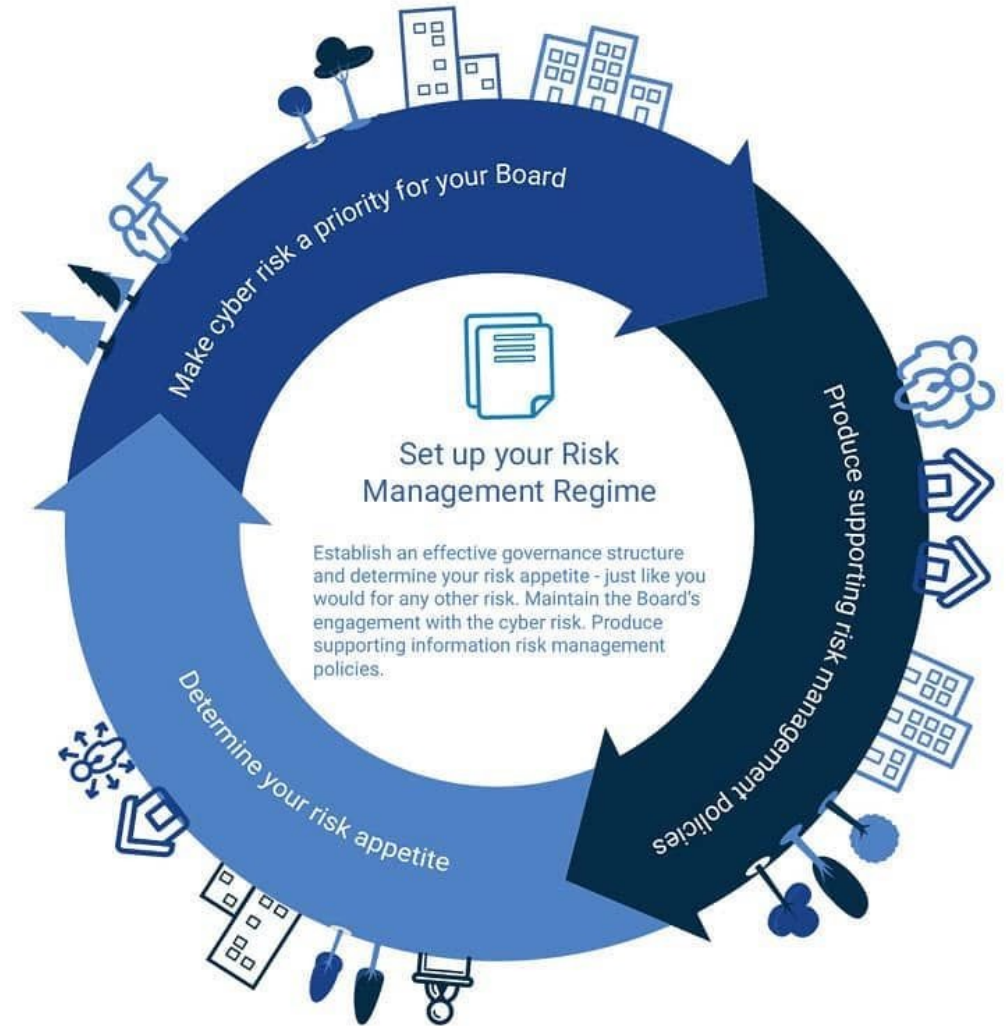 Make cyber risk a priority for your Board
Produce supporting risk management policies
Determine your risk appetite
Set up your Risk
Management Regime
Establish an effective governance structure
and determine your risk appetite - just like you
would for any other risk. Maintain the Board's
engagement with the cyber risk. Produce
supporting information risk management
policies.